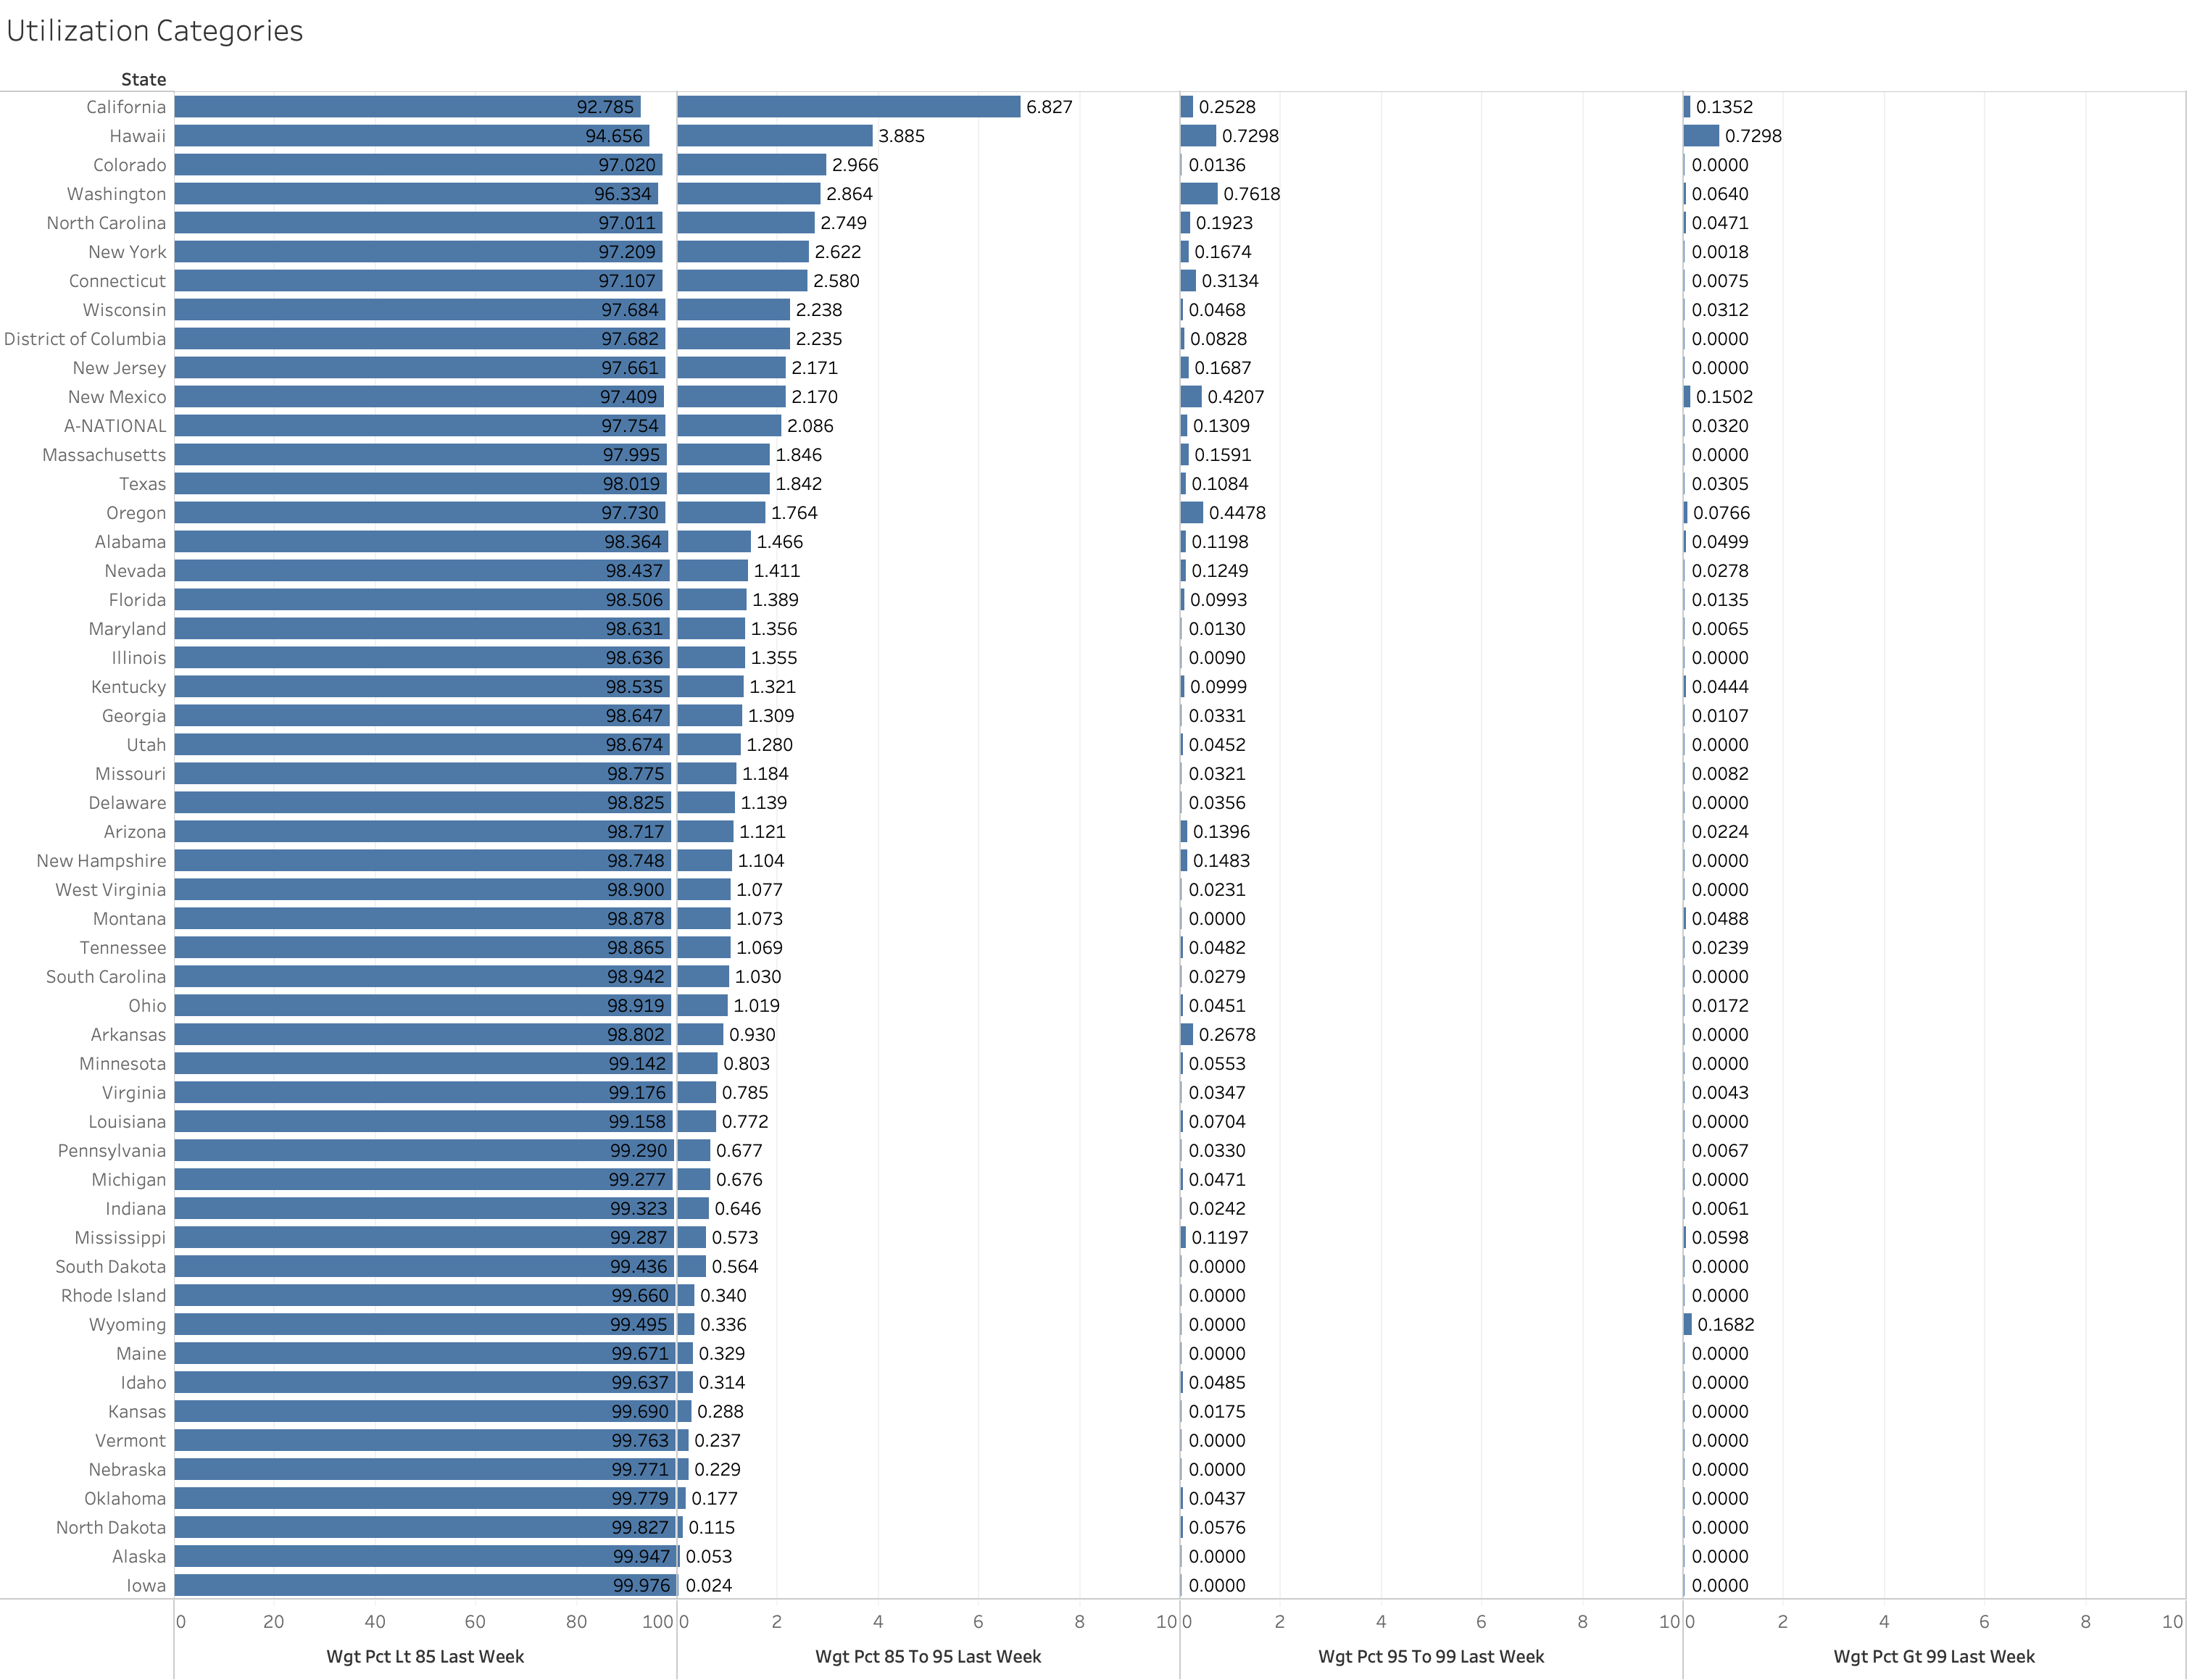 Utilization Categories
State
California 92.785 6.827 0.2528 0.1352
Hawaii 94.656 3.885 0.7298 0.7298
Colorado 97.020 2.966 0.0136 0.0000
Washington 96.334 2.864 0.7618 0.0640
North Carolina 97.011 2.749 0.1923 0.0471
New York 97.209 2.622 0.1674 0.0018
Connecticut 97.107 2.580 0.3134 0.0075
Wisconsin 97.684 2.238 0.0468 0.0312
District of Columbia 97.682 2.235 0.0828 0.0000
New Jersey 97.661 2.171 0.1687 0.0000
New Mexico 97.409 2.170 0.4207 0.1502
A-NATIONAL 97.754 2.086 0.1309 0.0320
Massachusetts 97.995 1.846 0.1591 0.0000
Texas 98.019 1.842 0.1084 0.0305
Oregon 97.730 1.764 0.4478 0.0766
Alabama 98.364 1.466 0.1198 0.0499
Nevada 98.437 1.411 0.1249 0.0278
Florida 98.506 1.389 0.0993 0.0135
Maryland 98.631 1.356 0.0130 0.0065
Illinois 98.636 1.355 0.0090 0.0000
Kentucky 98.535 1.321 0.0999 0.0444
Georgia 98.647 1.309 0.0331 0.0107
Utah 98.674 1.280 0.0452 0.0000
Missouri 98.775 1.184 0.0321 0.0082
Delaware 98.825 1.139 0.0356 0.0000
Arizona 98.717 1.121 0.1396 0.0224
New Hampshire 98.748 1.104 0.1483 0.0000
West Virginia 98.900 1.077 0.0231 0.0000
Montana 98.878 1.073 0.0000 0.0488
Tennessee 98.865 1.069 0.0482 0.0239
South Carolina 98.942 1.030 0.0279 0.0000
Ohio 98.919 1.019 0.0451 0.0172
Arkansas 98.802 0.930 0.2678 0.0000
Minnesota 99.142 0.803 0.0553 0.0000
Virginia 99.176 0.785 0.0347 0.0043
Louisiana 99.158 0.772 0.0704 0.0000
Pennsylvania 99.290 0.677 0.0330 0.0067
Michigan 99.277 0.676 0.0471 0.0000
Indiana 99.323 0.646 0.0242 0.0061
Mississippi 99.287 0.573 0.1197 0.0598
South Dakota 99.436 0.564 0.0000 0.0000
Rhode Island 99.660 0.340 0.0000 0.0000
Wyoming 99.495 0.336 0.0000 0.1682
Maine 99.671 0.329 0.0000 0.0000
Idaho 99.637 0.314 0.0485 0.0000
Kansas 99.690 0.288 0.0175 0.0000
Vermont 99.763 0.237 0.0000 0.0000
Nebraska 99.771 0.229 0.0000 0.0000
Oklahoma 99.779 0.177 0.0437 0.0000
North Dakota 99.827 0.115 0.0576 0.0000
Alaska 99.947 0.053 0.0000 0.0000
Iowa 99.976 0.024 0.0000 0.0000
0 20 40 60 80 100 0 2 4 6 8 10 0 2 4 6 8 10 0 2 4 6 8 10
Wgt Pct Lt 85 Last Week Wgt Pct 85 To 95 Last Week Wgt Pct 95 To 99 Last Week Wgt Pct Gt 99 Last Week